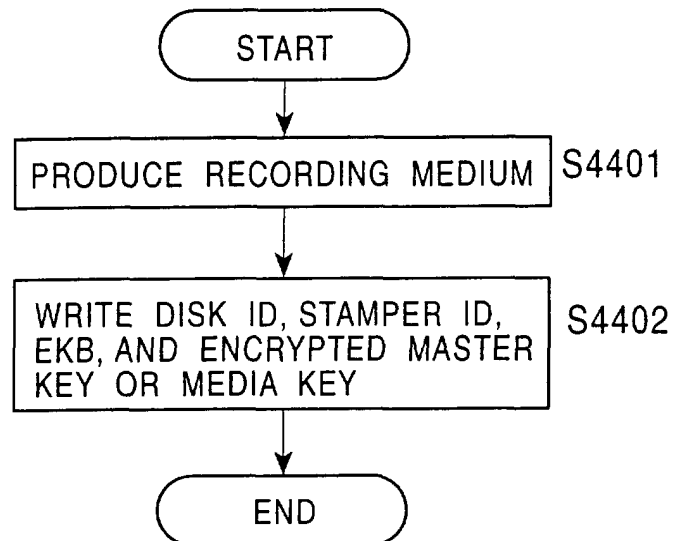 START
PRODUCE RECORDING MEDIUM
S4401
WRITE DISK ID, STAMPER ID,
EKB, AND ENCRYPTED MASTER
KEY OR MEDIA KEY
S4402
END